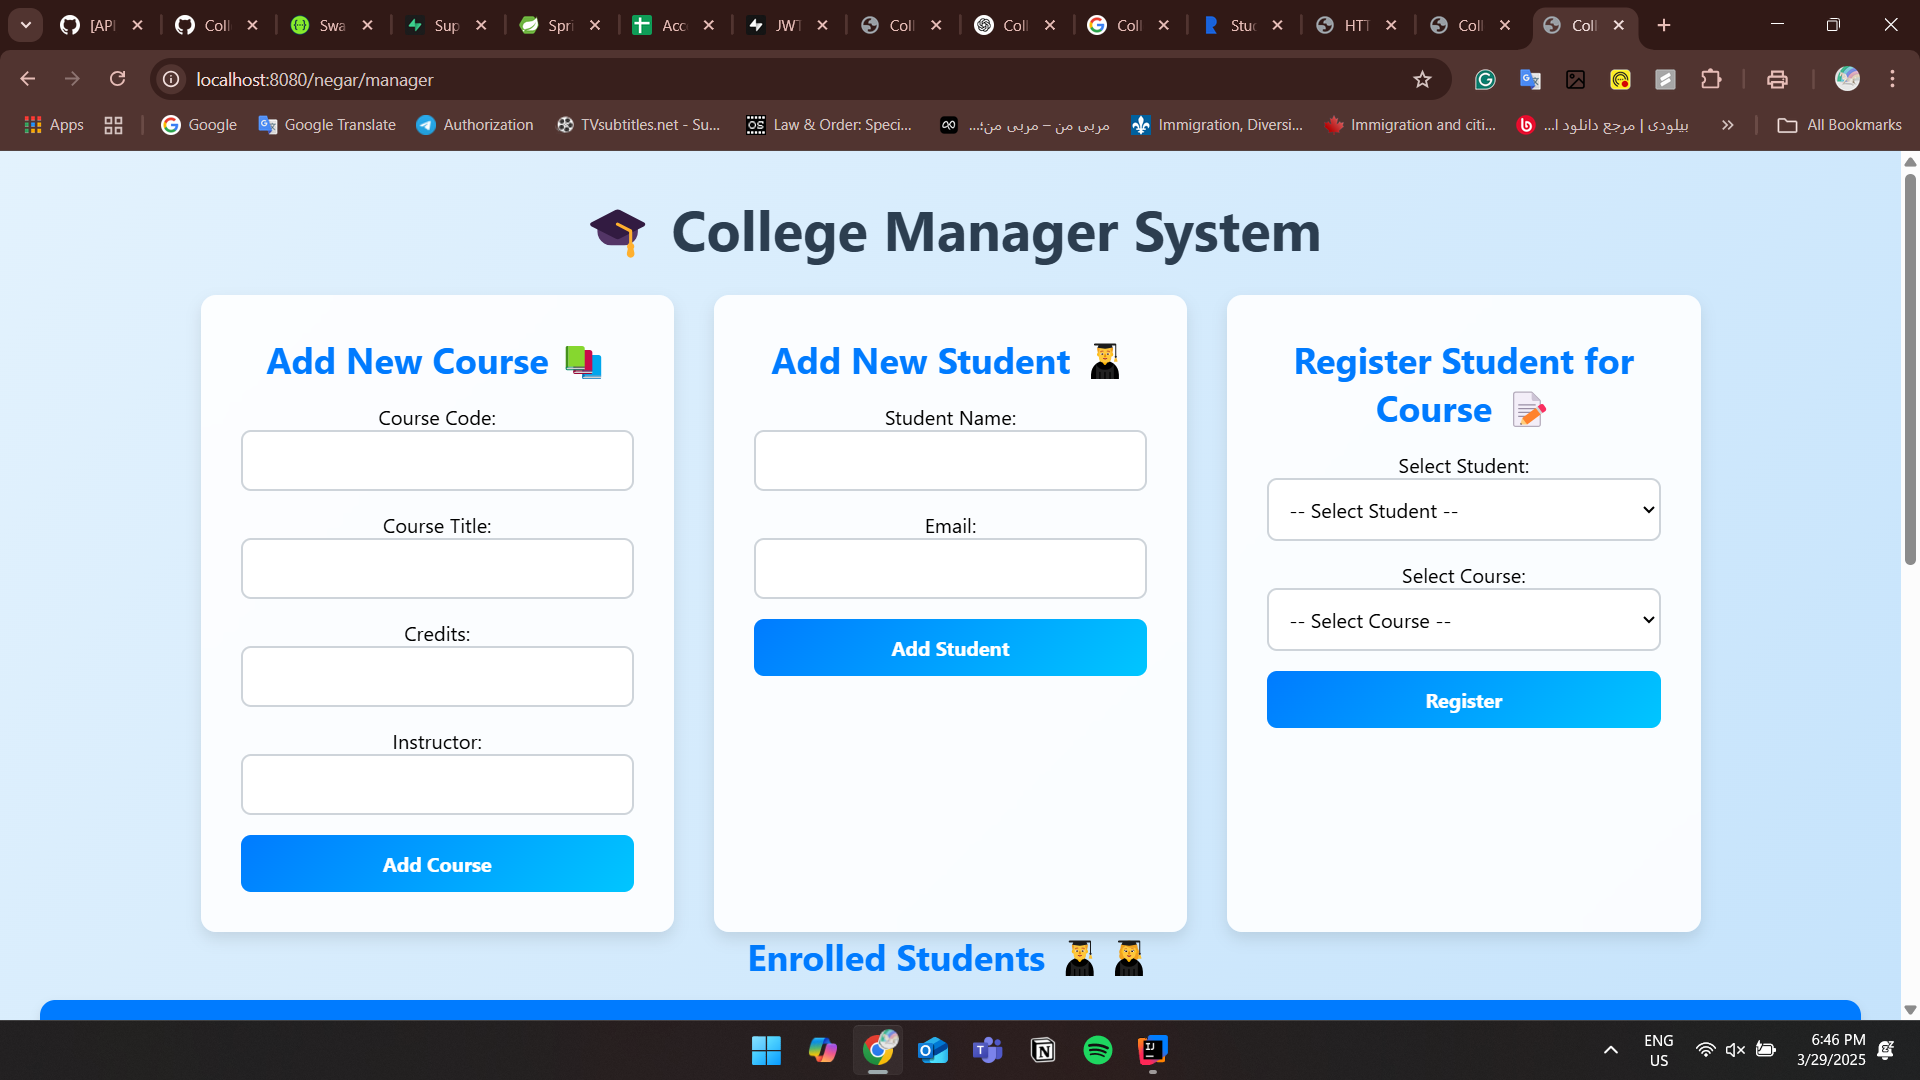 [API
Coll
Swa
Sup
Spri
Acc
JWT
Coll
Coll
Coll
Stud
HTT
Coll
Coll
localhost:8080/negar/manager
Apps
Google
Google Translate
Authorization
TVsubtitles.net - Su...
Law & Order: Speci...
مربی من – مربی من؛...
Immigration, Diversi...
Immigration and citi...
بیلودی | مرجع دانلود ا...
All Bookmarks
College Manager System
Add New Course
Course Code:
Course Title:
Credits:
Instructor:
Add Course
Add New Student
Student Name:
Email:
Add Student
Register Student for
Course
Select Student:
-- Select Student --
Select Course:
-- Select Course --
Register
Enrolled Students
ENG
US
6:46 PM
3/29/2025